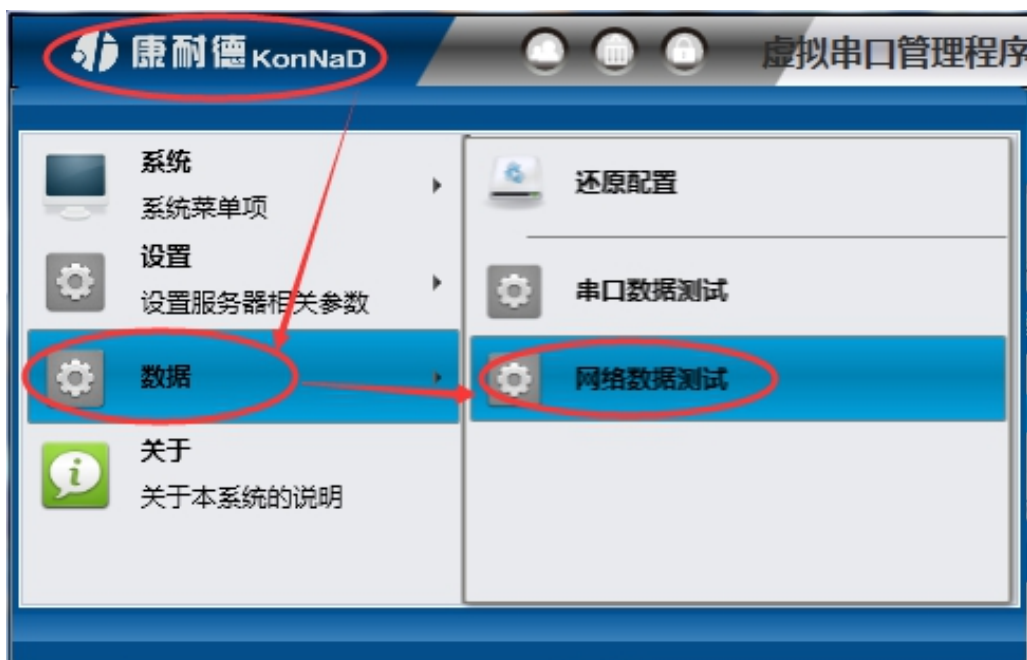 康耐德 KonNaD
虚拟串口管理程序
系统
系统菜单项
设置
设置服务器相关参数
数据
关于
关于本系统的说明
还原配置
串口数据测试
网络数据测试